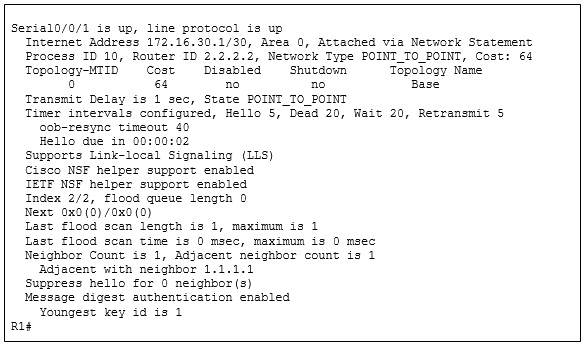 Serial0/0/1 is up, line protocol is up
Internet Address 172.16.30.1/30, Area 0, Attached via Network Statement
Process ID 10, Router ID 2.2.2.2, Network Type POINT_TO_POINT, Cost: 64
Topology-MTID    Cost    Disabled    Shutdown      Topology Name
0           64        no          no            Base
Transmit Delay is 1 sec, State POINT_TO_POINT
Timer intervals configured, Hello 5, Dead 20, Wait 20, Retransmit 5
oob-resync timeout 40
Hello due in 00:00:02
Supports Link-local Signaling (LLS)
Cisco NSF helper support enabled
IETF NSF helper support enabled
Index 2/2, flood queue length 0
Next 0x0(0)/0x0(0)
Last flood scan length is 1, maximum is 1
Last flood scan time is 0 msec, maximum is 0 msec
Neighbor Count is 1, Adjacent neighbor count is 1
Adjacent with neighbor 1.1.1.1
Suppress hello for 0 neighbor(s)
Message digest authentication enabled
Youngest key id is 1
R1#